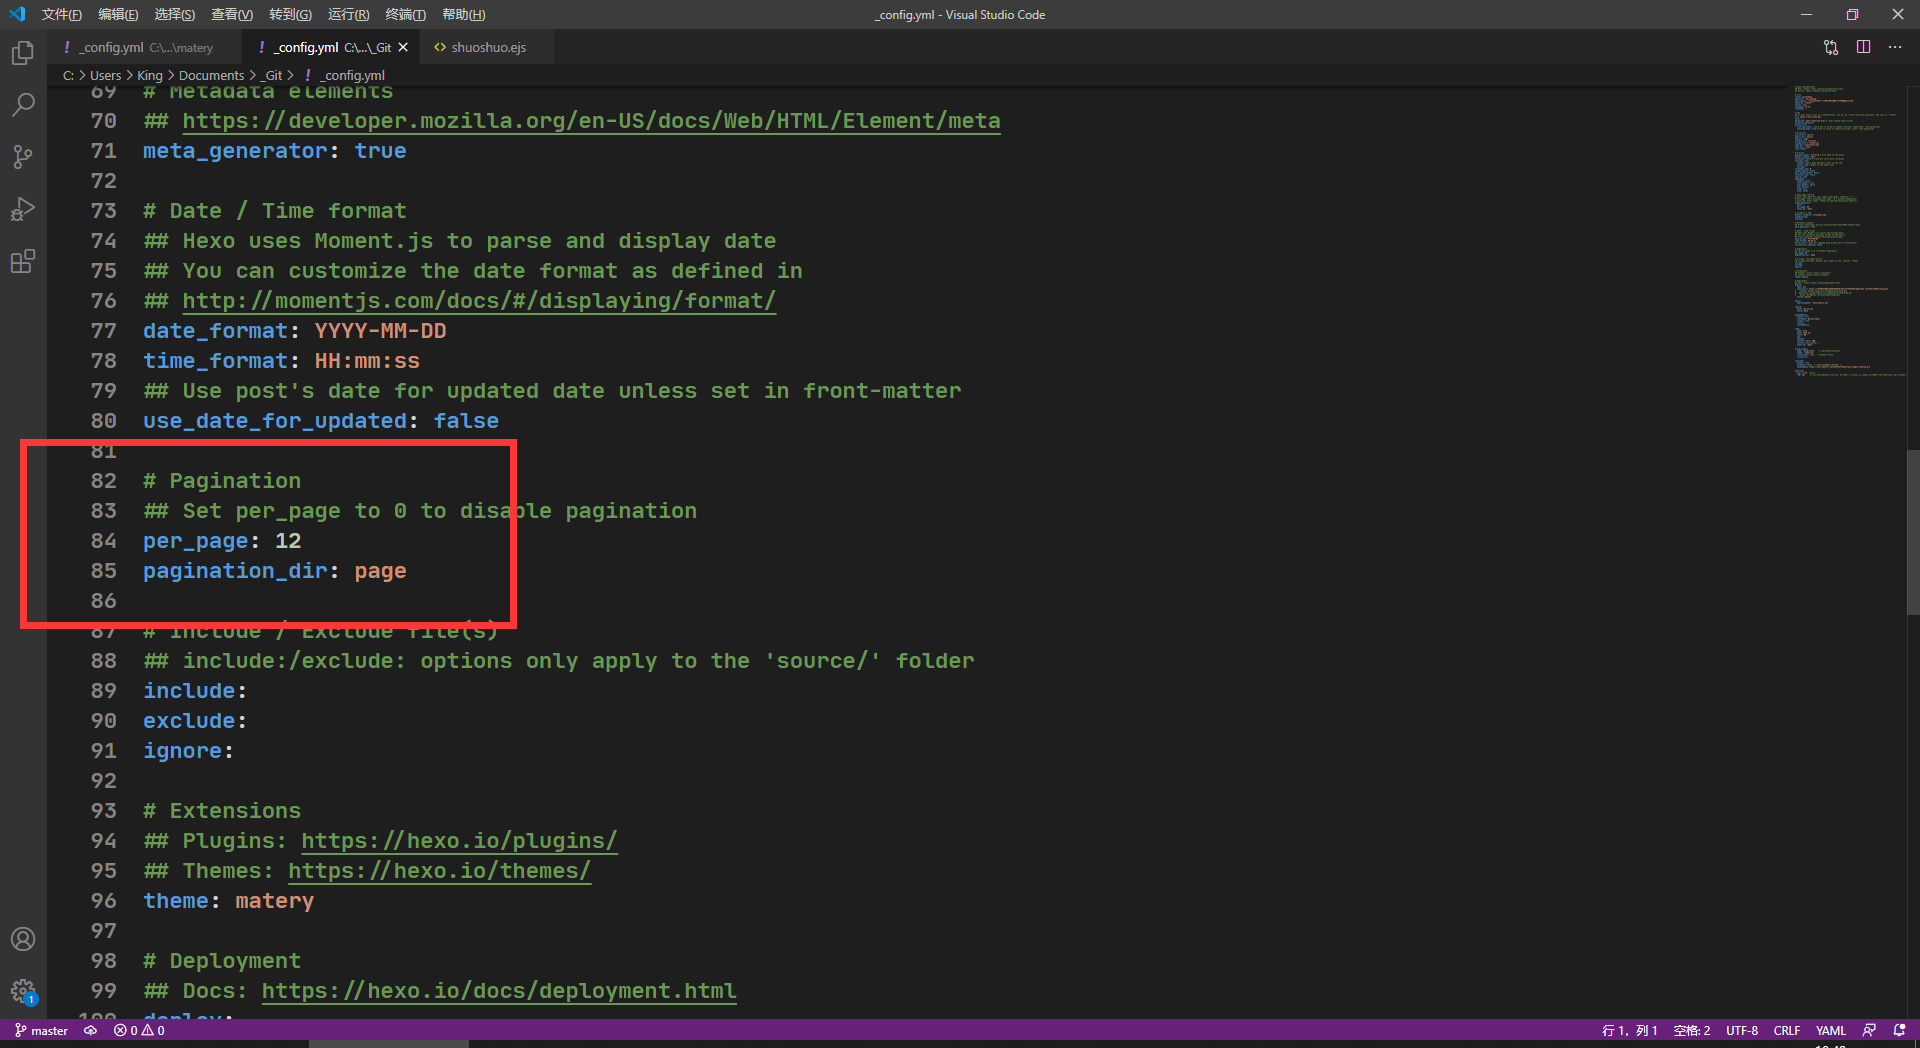 文件(F) 编辑(E) 选择(S) 查看(V) 转到(G) 运行(R) 终端(T) 帮助(H) _config.yml - Visual Studio Code
! _config.yml C:\...\matery ! _config.yml C:\...\_Git <> shuoshuo.ejs
C: > Users > King > Documents > _Git > ! _config.yml
69 # Metadata elements
70 ## https://developer.mozilla.org/en-US/docs/Web/HTML/Element/meta
71 meta_generator: true
72
73 # Date / Time format
74 ## Hexo uses Moment.js to parse and display date
75 ## You can customize the date format as defined in
76 ## http://momentjs.com/docs/#/displaying/format/
77 date_format: YYYY-MM-DD
78 time_format: HH:mm:ss
79 ## Use post's date for updated date unless set in front-matter
80 use_date_for_updated: false
81
82 # Pagination
83 ## Set per_page to 0 to disable pagination
84 per_page: 12
85 pagination_dir: page
86
87 # Include / Exclude file(s)
88 ## include:/exclude: options only apply to the 'source/' folder
89 include:
90 exclude:
91 ignore:
92
93 # Extensions
94 ## Plugins: https://hexo.io/plugins/
95 ## Themes: https://hexo.io/themes/
96 theme: matery
97
98 # Deployment
99 ## Docs: https://hexo.io/docs/deployment.html
100 deploy:
1
master 0 0 行 1，列 1 空格: 2 UTF-8 CRLF YAML